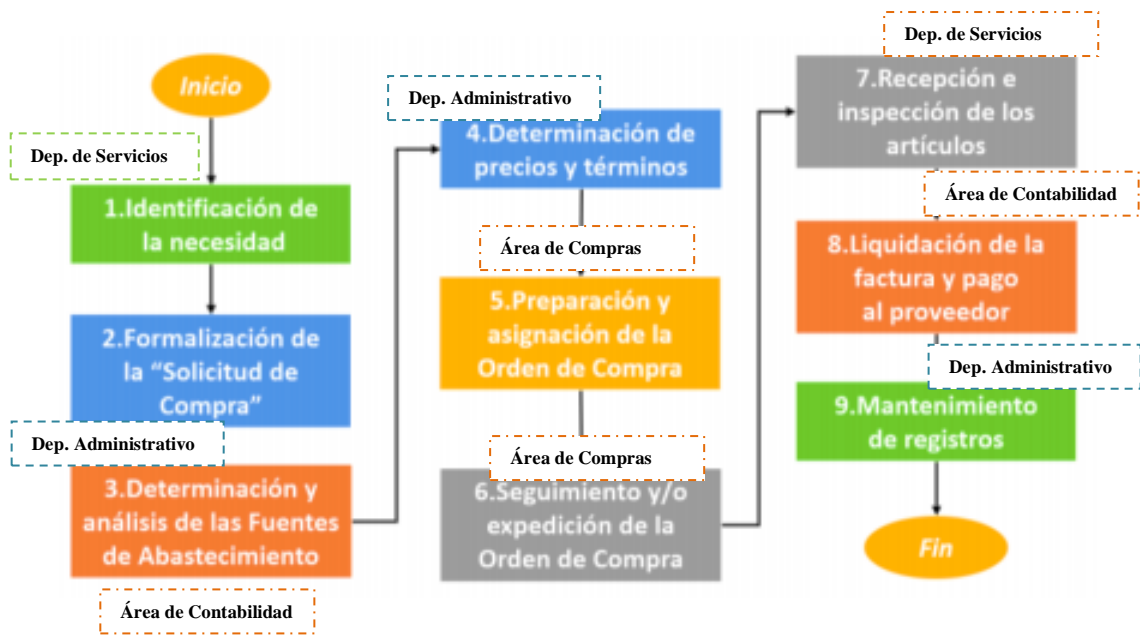 Inicio
Dep. de Servicios
1.Identificación de
la necesidad
2.Formalización de
la “Solicitud de
Compra”
Dep. Administrativo
3.Determinación y
análisis de las Fuentes
de Abastecimiento
Área de Contabilidad
Dep. Administrativo
4.Determinación de
precios y términos
Área de Compras
5.Preparación y
asignación de la
Orden de Compra
Área de Compras
6.Seguimiento y/o
expedición de la
Orden de Compra
Dep. de Servicios
7.Recepción e
inspección de los
artículos
Área de Contabilidad
8.Liquidación de la
factura y pago
al proveedor
Dep. Administrativo
9.Mantenimiento
de registros
Fin